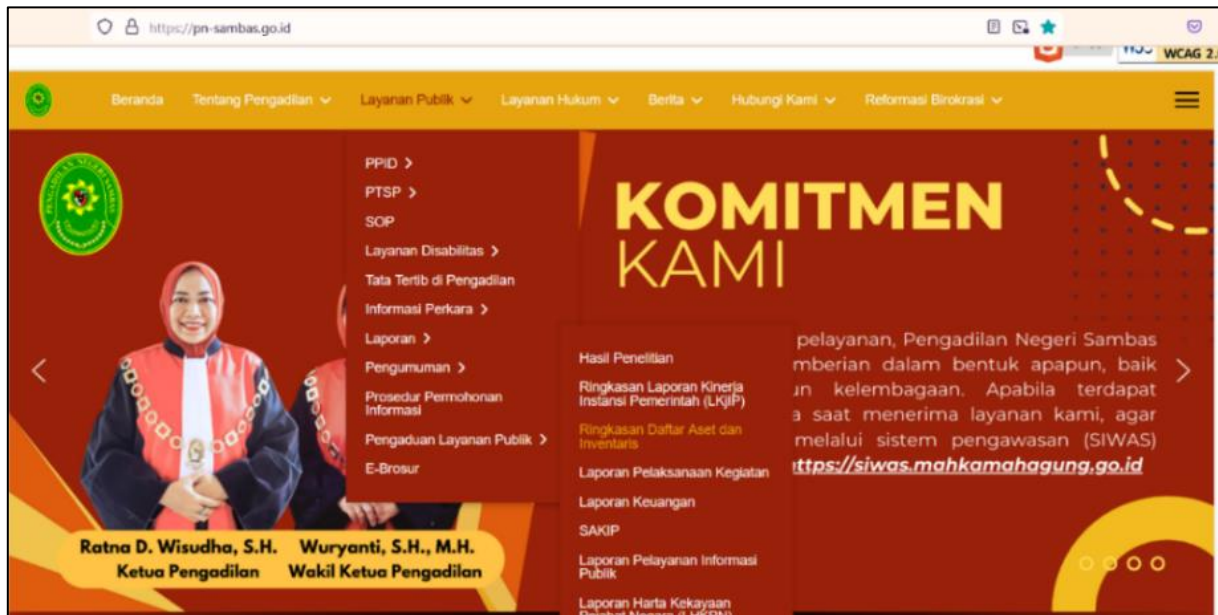 https://pn-sambas.go.id
WCAG 2.
Beranda Tentang Pengadilan Layanan Publik Layanan Hukum Berita Hubungi Kami Reformasi Birokrasi
PPID
PTSP
SOP
Layanan Disabilitas
Tata Tertib di Pengadilan
Informasi Perkara
Laporan
Pengumuman
Prosedur Permohonan
Informasi
Pengaduan Layanan Publik
E-Brosur
Hasil Penelitian
Ringkasan Laporan Kinerja
Instansi Pemerintah (LKjIP)
Ringkasan Daftar Aset dan
Inventaris
Laporan Pelaksanaan Kegiatan
Laporan Keuangan
SAKIP
Laporan Pelayanan Informasi
Publik
Laporan Harta Kekayaan
KOMITMEN
KAMI
pelayanan, Pengadilan Negeri Sambas
mberian dalam bentuk apapun, baik
un kelembagaan. Apabila terdapat
a saat menerima layanan kami, agar
melalui sistem pengawasan (SIWAS)
ttps://siwas.mahkamahagung.go.id
Ratna D. Wisudha, S.H. Wuryanti, S.H., M.H.
Ketua Pengadilan Wakil Ketua Pengadilan